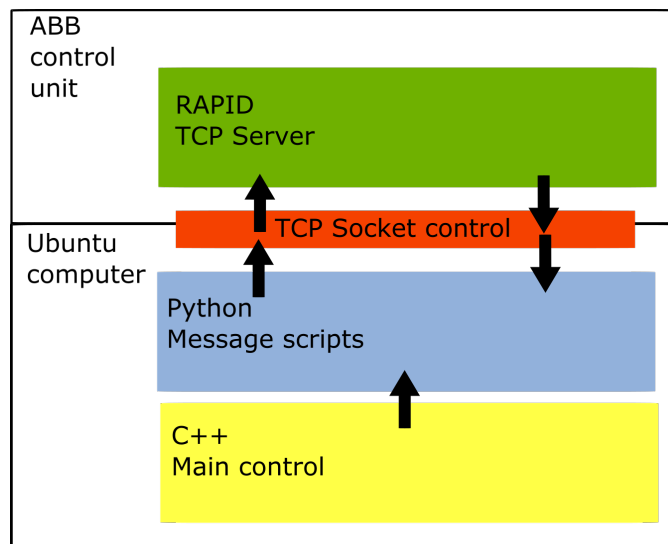 ABB
control
unit
RAPID
TCP Server
TCP Socket control
Ubuntu
computer
Python
Message scripts
C++
Main control